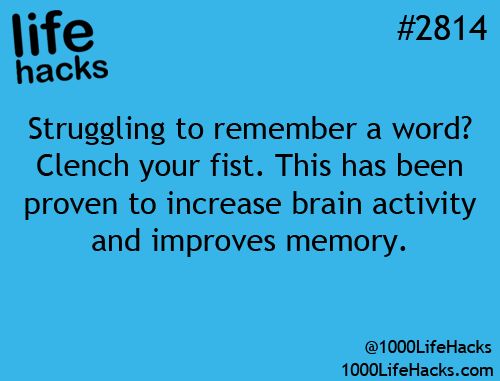 life
hacks
#2814
Struggling to remember a word?
Clench your fist. This has been
proven to increase brain activity
and improves memory.
@1000LifeHacks
1000LifeHacks.com